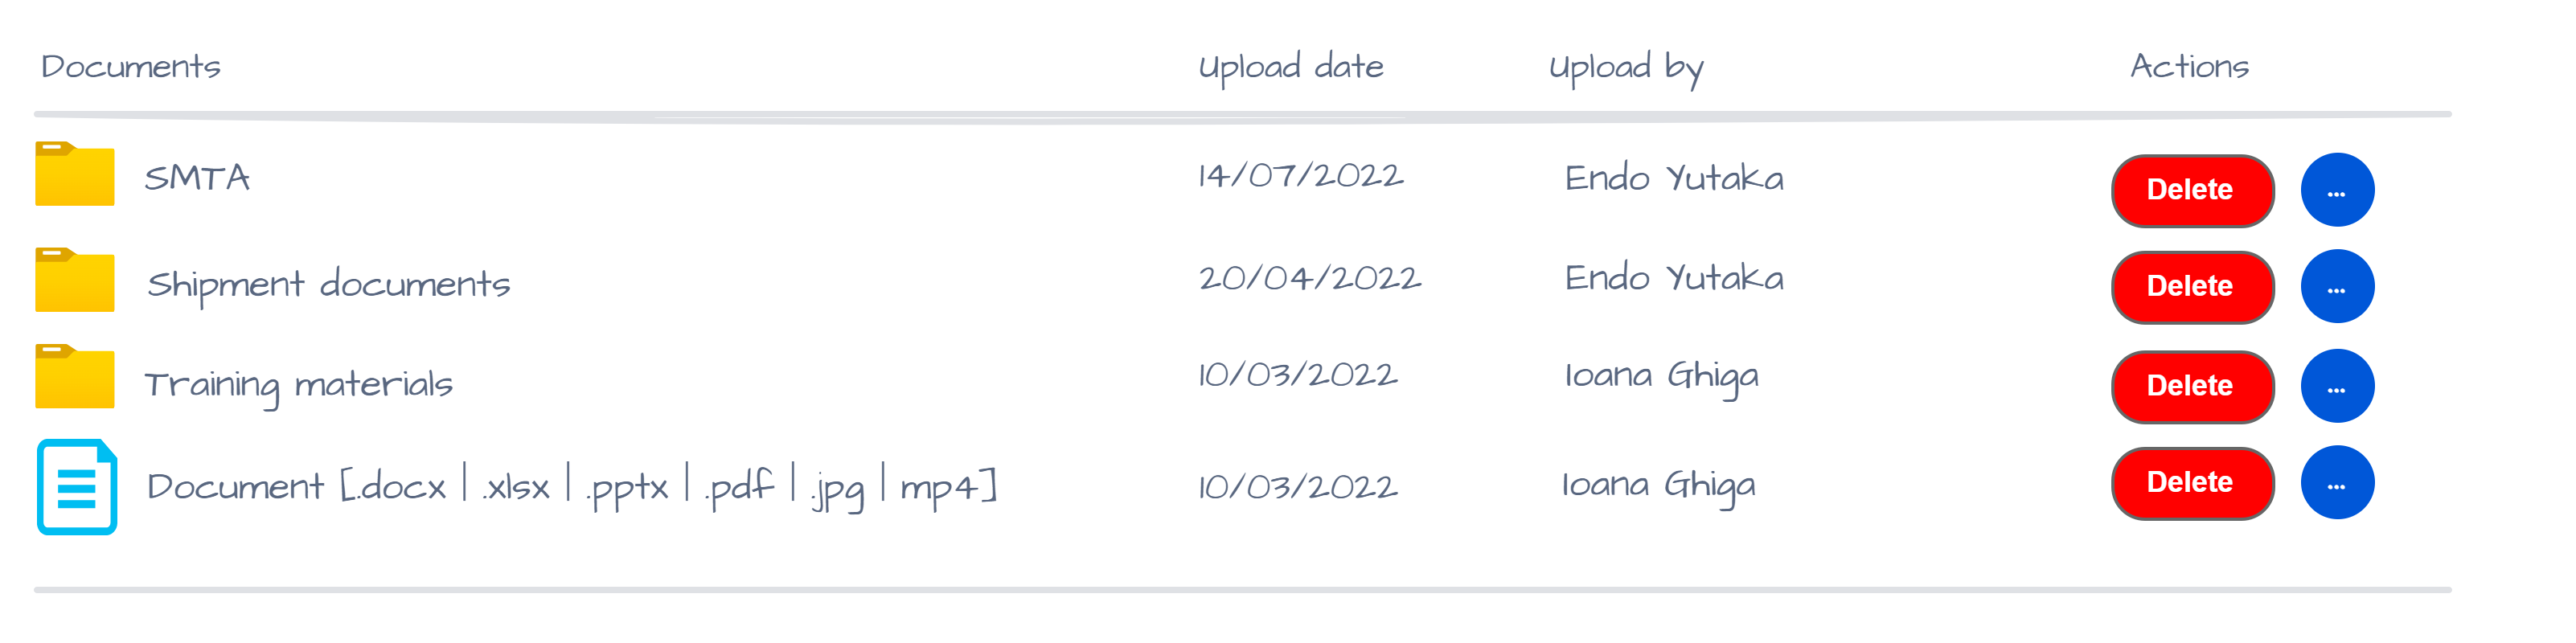 Documents Upload date Upload by Actions
SMTA 14/07/2022 Endo Yutaka Delete ...
Shipment documents 20/04/2022 Endo Yutaka Delete ...
Training materials 10/03/2022 Ioana Ghiga Delete ...
Document [.docx | .xlsx | .pptx | .pdf | .jpg | mp4] 10/03/2022 Ioana Ghiga Delete ...